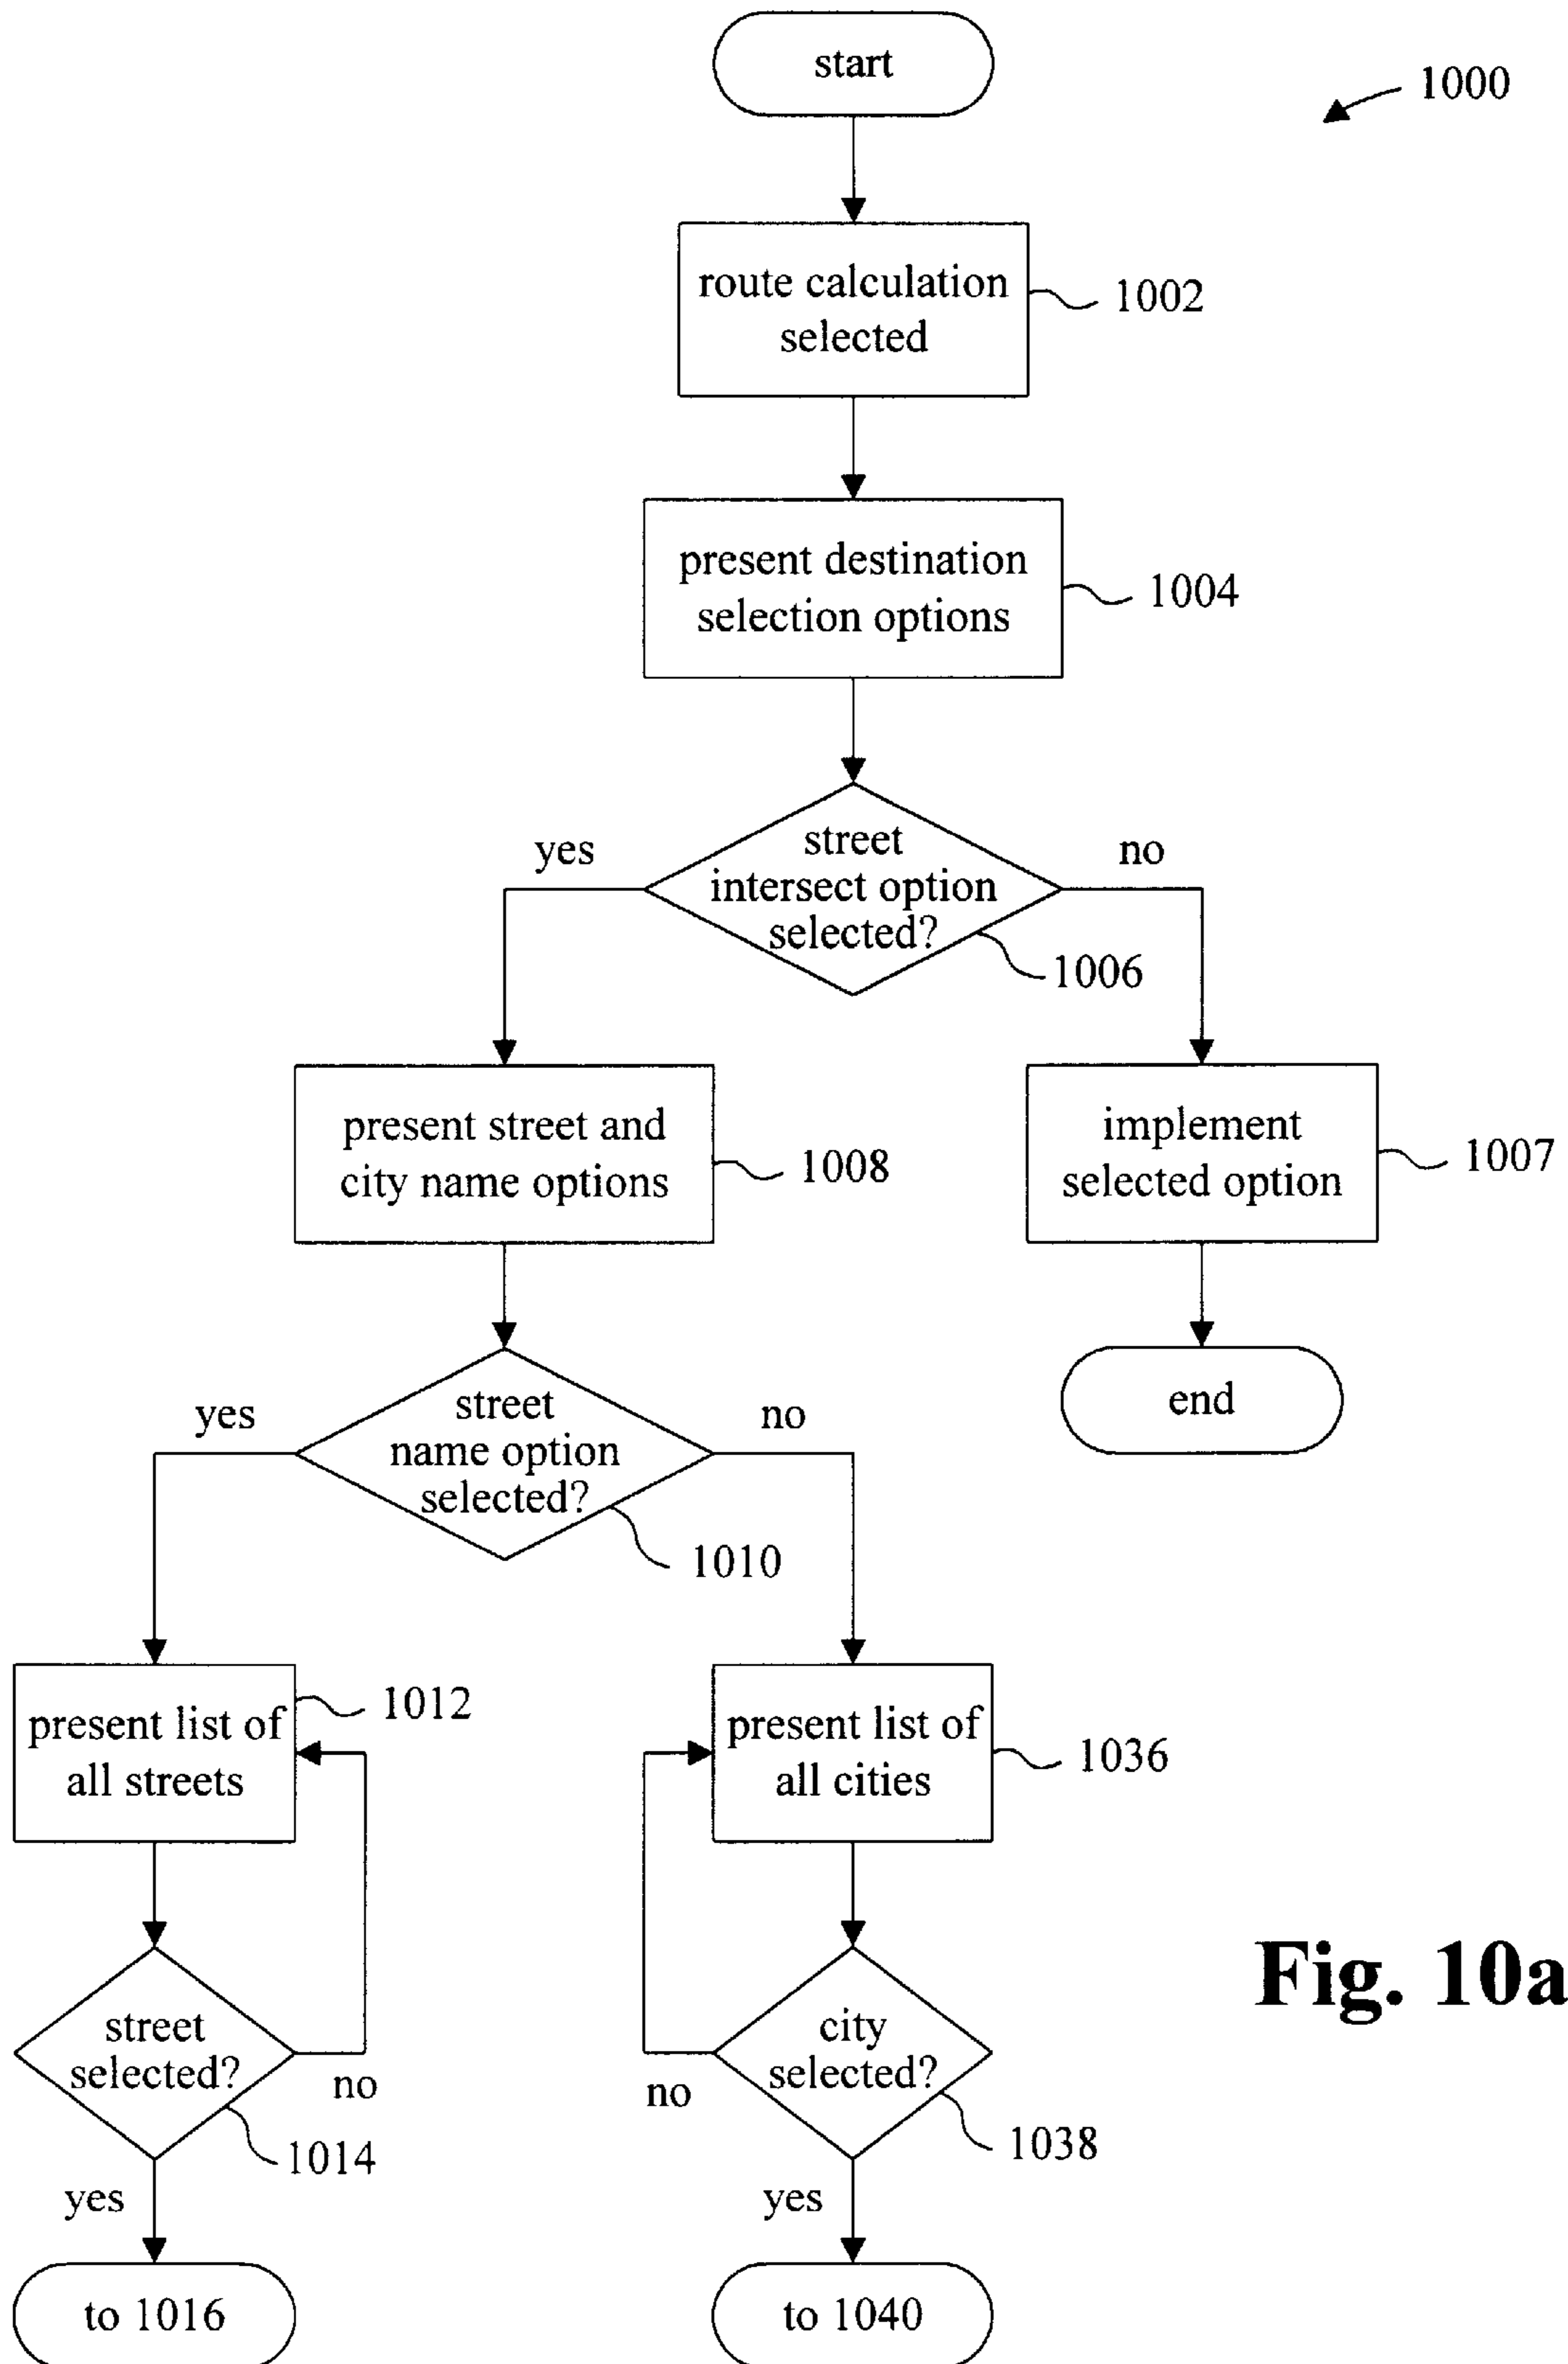 start
1000
route calculation
selected
1002
present destination
selection options
1004
street
intersect option
selected?
yes
no
1006
present street and
city name options
1008
implement
selected option
1007
end
street
name option
selected?
yes
no
1010
present list of
all streets
1012
present list of
all cities
1036
street
selected?
no
1014
yes
city
selected?
no
1038
yes
to 1016
to 1040
Fig. 10a